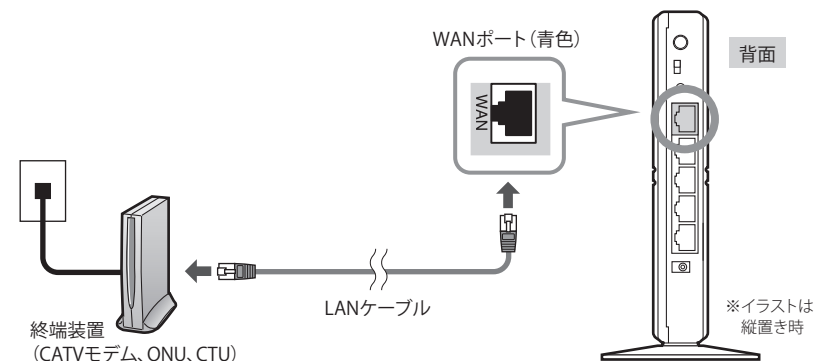 WANポート（青色）
背面
WAN
LANケーブル
終端装置
（CATVモデム、ONU、CTU）
※イラストは
縦置き時